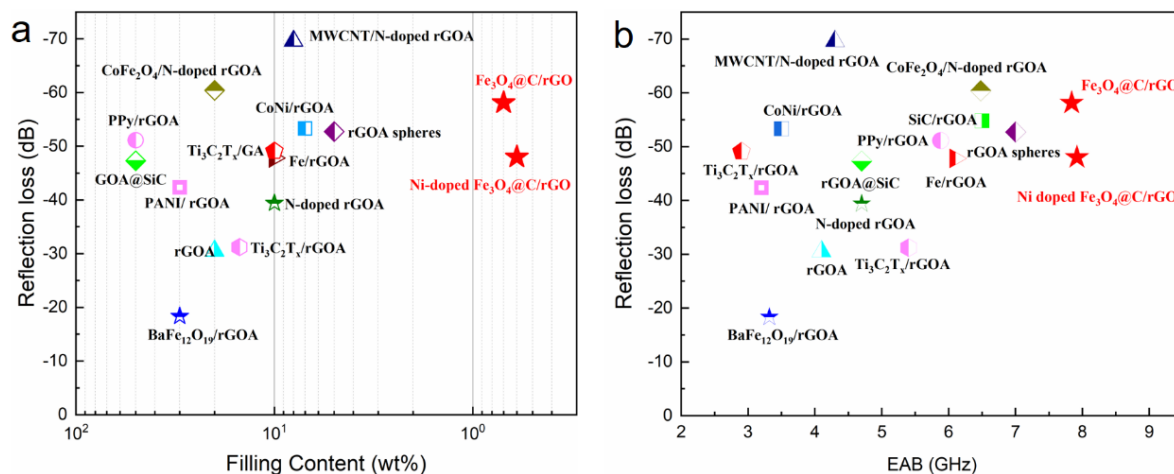 a
Reflection loss (dB)
-70
-60
-50
-40
-30
-20
-10
0
MWCNT/N-doped rGOA
CoFe₂O₄/N-doped rGOA
Fe₃O₄@C/rGO
PPy/rGOA
CoNi/rGOA
rGOA spheres
Ti₃C₂Tₓ/GA
Fe/rGOA
GOA@SiC
Ni-doped Fe₃O₄@C/rGO
PANI/ rGOA
N-doped rGOA
rGOA
Ti₃C₂Tₓ/rGOA
BaFe₁₂O₁₉/rGOA
10² 10¹ 10⁰
Filling Content (wt%)
b
Reflection loss (dB)
-70
-60
-50
-40
-30
-20
-10
0
MWCNT/N-doped rGOA
CoFe₂O₄/N-doped rGOA
Fe₃O₄@C/rGO
CoNi/rGOA
SiC/rGOA
PPy/rGOA
rGOA spheres
Ti₃C₂Tₓ/rGOA
rGOA@SiC
Fe/rGOA
Ni doped Fe₃O₄@C/rGO
PANI/ rGOA
N-doped rGOA
rGOA
Ti₃C₂Tₓ/rGOA
BaFe₁₂O₁₉/rGOA
2 3 4 5 6 7 8 9
EAB (GHz)